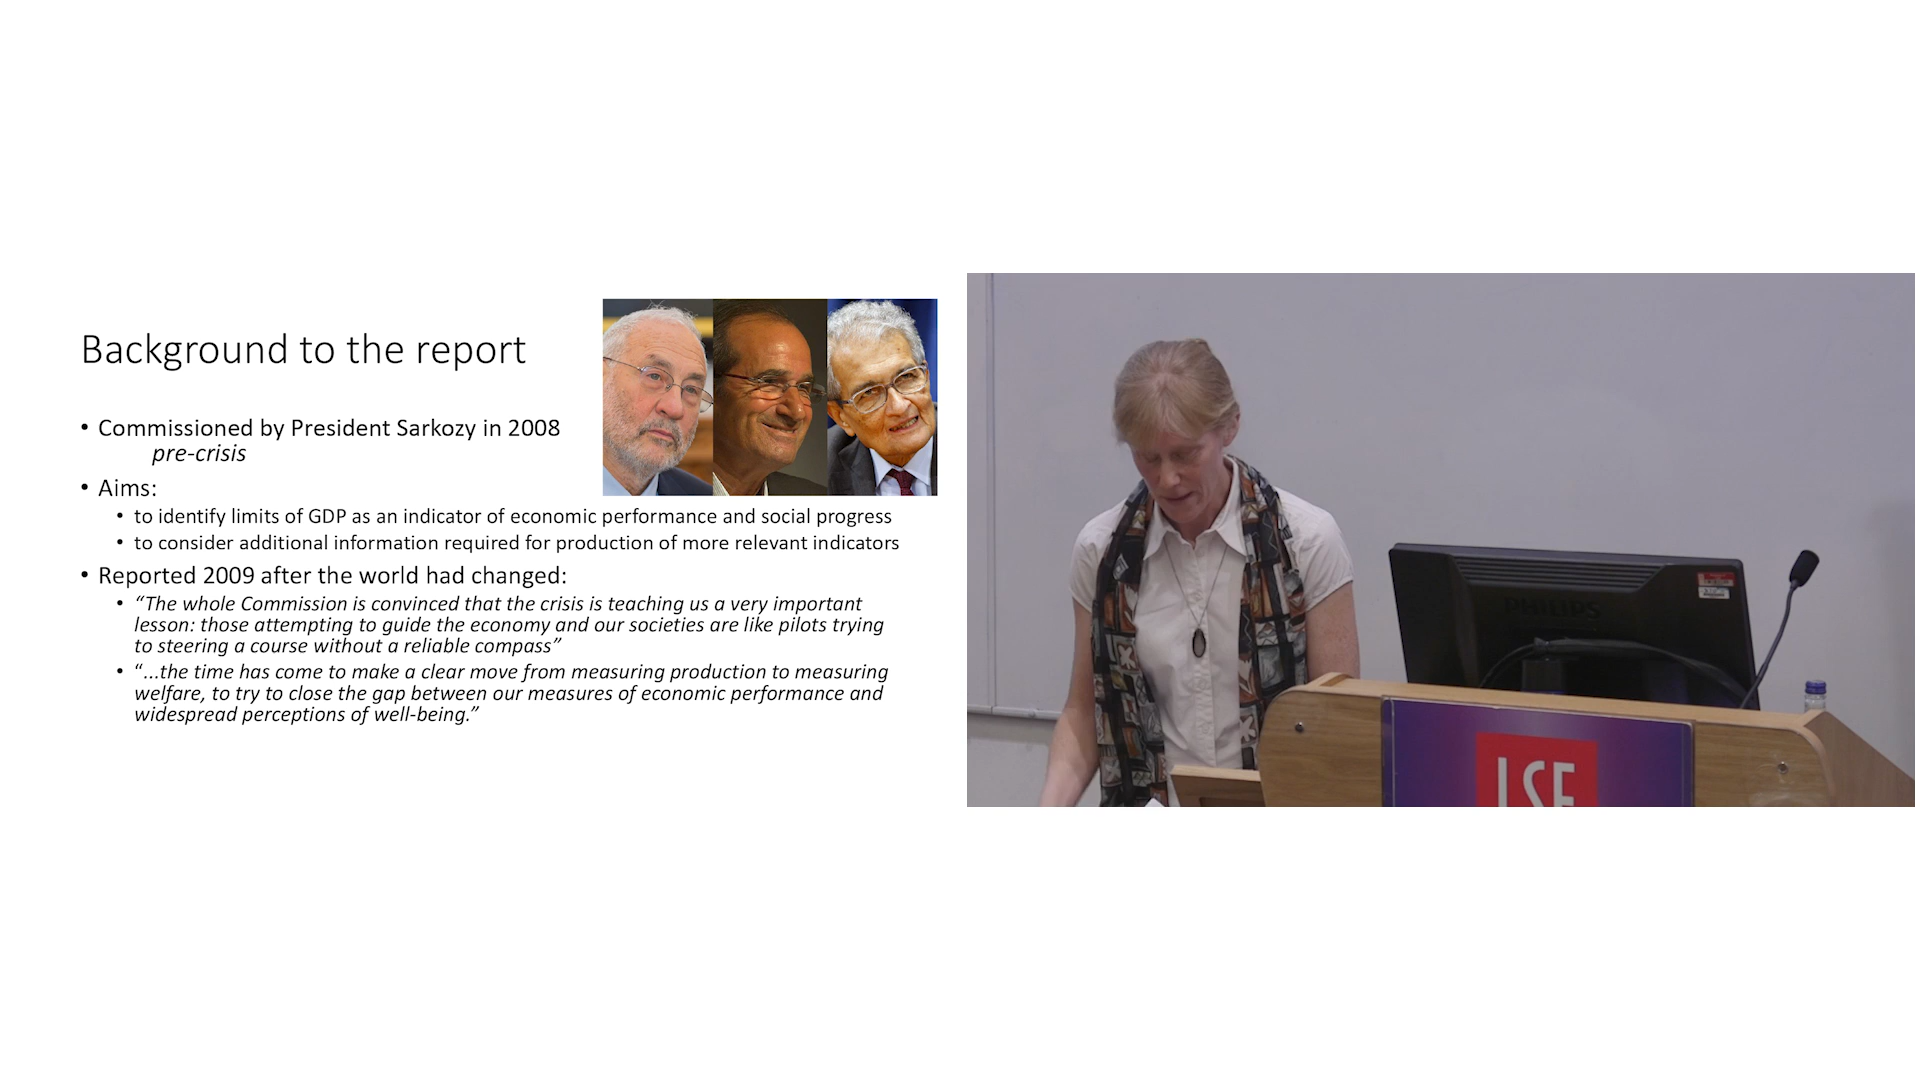 Background to the report
• Commissioned by President Sarkozy in 2008
pre-crisis
• Aims:
• to identify limits of GDP as an indicator of economic performance and social progress
• to consider additional information required for production of more relevant indicators
• Reported 2009 after the world had changed:
• “The whole Commission is convinced that the crisis is teaching us a very important
lesson: those attempting to guide the economy and our societies are like pilots trying
to steering a course without a reliable compass”
• “...the time has come to make a clear move from measuring production to measuring
welfare, to try to close the gap between our measures of economic performance and
widespread perceptions of well-being.”
PHILIPS
LSE